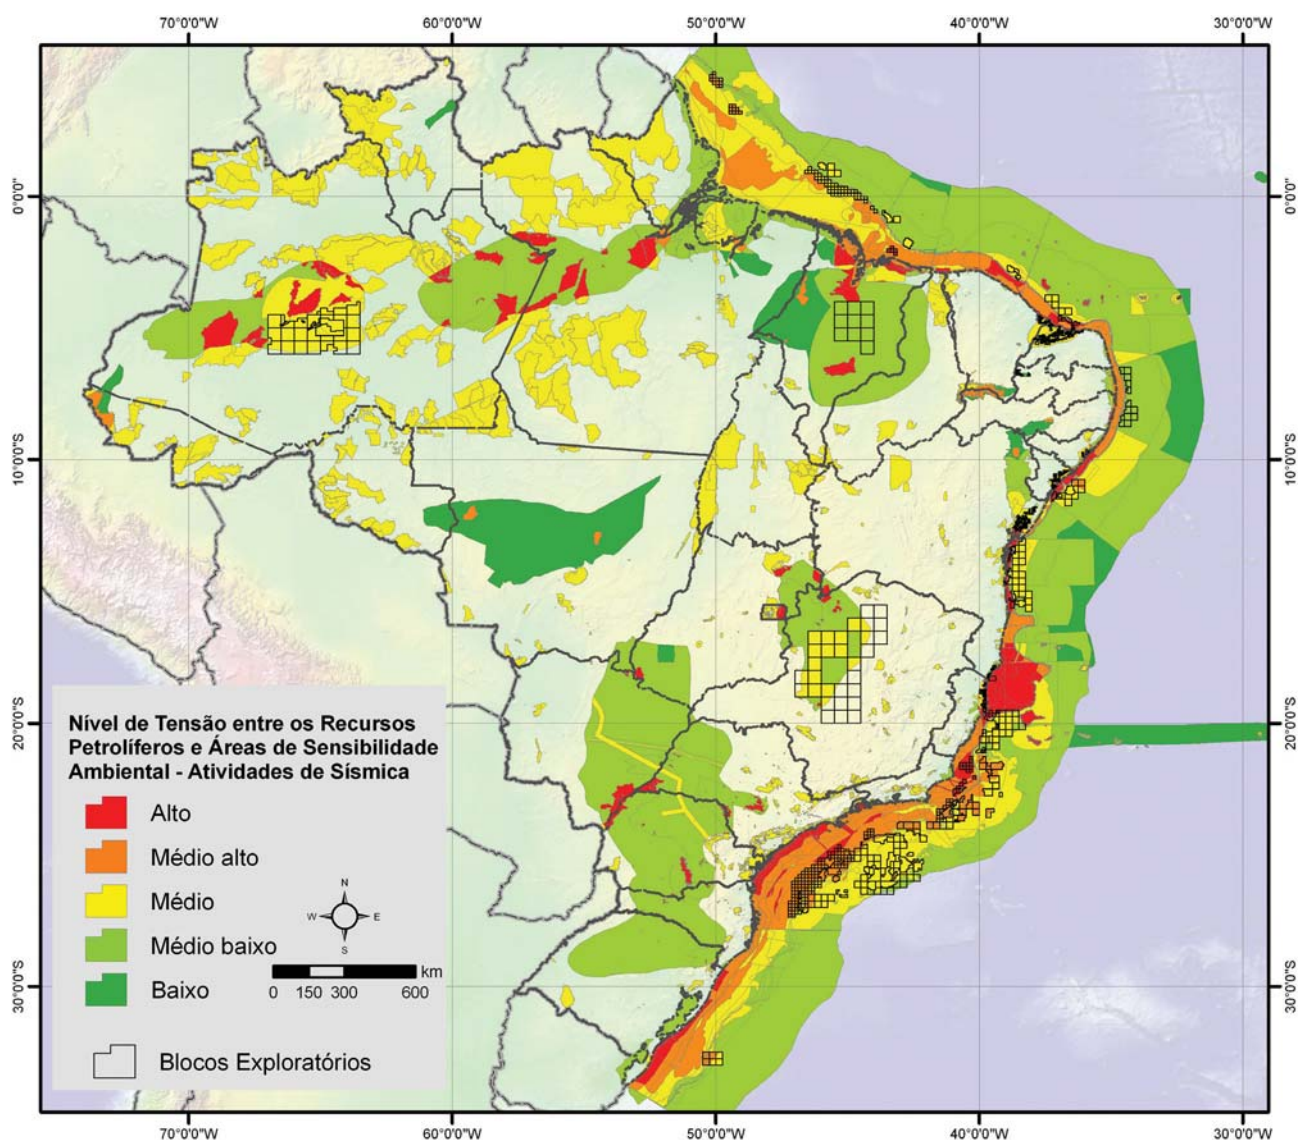 70°0'0"W 60°0'0"W 50°0'0"W 40°0'0"W 30°0'0"W
0°0'0" 0°0'0"
10°0'0"S 10°0'0"S
20°0'0"S 20°0'0"S
30°0'0"S 30°0'0"S
Nível de Tensão entre os Recursos
Petrolíferos e Áreas de Sensibilidade
Ambiental - Atividades de Sísmica
Alto
Médio alto
Médio
Médio baixo
Baixo
Blocos Exploratórios
N
W E
S
km
0 150 300 600
70°0'0"W 60°0'0"W 50°0'0"W 40°0'0"W 30°0'0"W